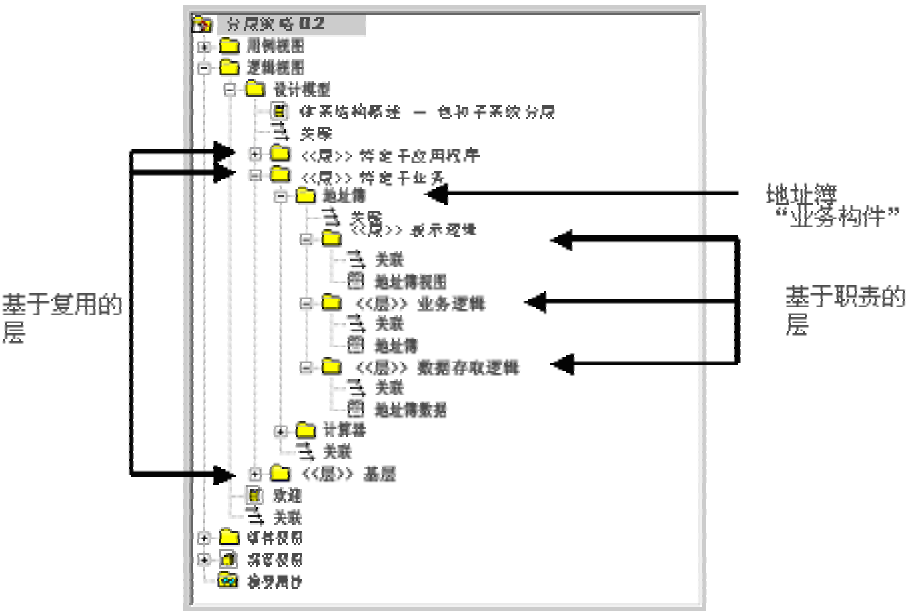 分层策略 0.2
用例视图
逻辑视图
设计模型
体系结构概述 — 包和子系统分层
关联
<<层>> 特定于应用程序
<<层>> 特定于业务
地址簿
关联
<<层>> 表示逻辑
关联
地址簿视图
<<层>> 业务逻辑
关联
地址簿
<<层>> 数据存取逻辑
关联
地址簿数据
计算器
关联
<<层>> 基层
欢迎
关联
部署视图
地址簿
“业务构件”
基于复用的
层
基于职责的
层